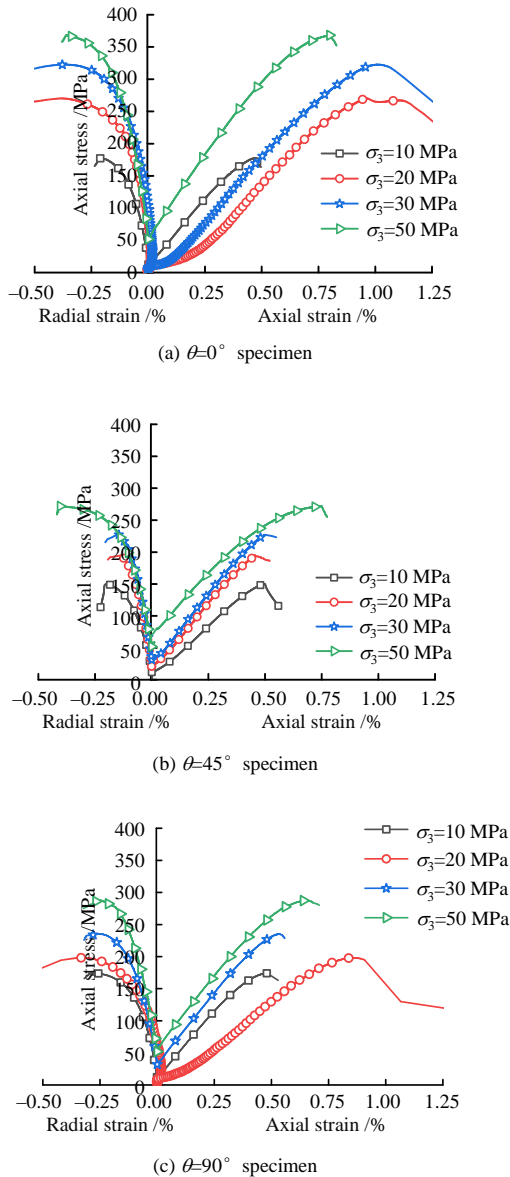 400
350
300
250
200
150
100
50
0
Axial stress /MPa
σ₃=10 MPa
σ₃=20 MPa
σ₃=30 MPa
σ₃=50 MPa
−0.50 −0.25 0.00 0.25 0.50 0.75 1.00 1.25
Radial strain /% Axial strain /%
(a) θ=0° specimen
400
350
300
250
200
150
100
50
0
Axial stress /MPa
σ₃=10 MPa
σ₃=20 MPa
σ₃=30 MPa
σ₃=50 MPa
−0.50 −0.25 0.00 0.25 0.50 0.75 1.00 1.25
Radial strain /% Axial strain /%
(b) θ=45° specimen
400
350
300
250
200
150
100
50
0
Axial stress /MPa
σ₃=10 MPa
σ₃=20 MPa
σ₃=30 MPa
σ₃=50 MPa
−0.50 −0.25 0.00 0.25 0.50 0.75 1.00 1.25
Radial strain /% Axial strain /%
(c) θ=90° specimen